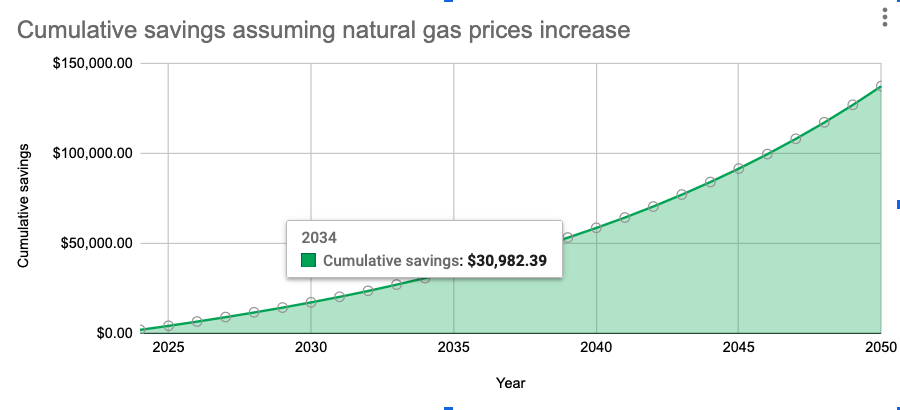 Cumulative savings assuming natural gas prices increase
$150,000.00
$100,000.00
$50,000.00
$0.00
Cumulative savings
2034
Cumulative savings: $30,982.39
2025 2030 2035 2040 2045 2050
Year